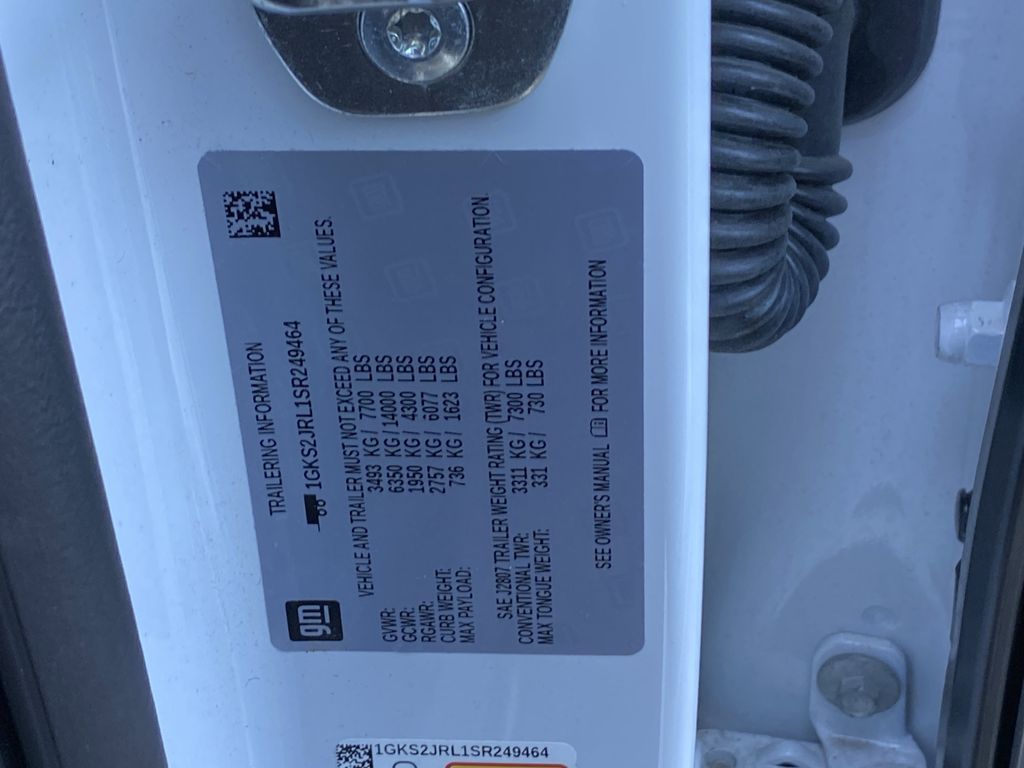 gm
TRAILERING INFORMATION
1GKS2JRL1SR249464
VEHICLE AND TRAILER MUST NOT EXCEED ANY OF THESE VALUES.
GVWR: 3493 KG / 7700 LBS
GCWR: 6350 KG / 14000 LBS
RGAWR: 1950 KG / 4300 LBS
CURB WEIGHT: 2757 KG / 6077 LBS
MAX PAYLOAD: 736 KG / 1623 LBS
SAE J2807 TRAILER WEIGHT RATING (TWR) FOR VEHICLE CONFIGURATION.
CONVENTIONAL TWR: 3311 KG / 7300 LBS
MAX TONGUE WEIGHT: 331 KG / 730 LBS
SEE OWNER'S MANUAL FOR MORE INFORMATION
1GKS2JRL1SR249464